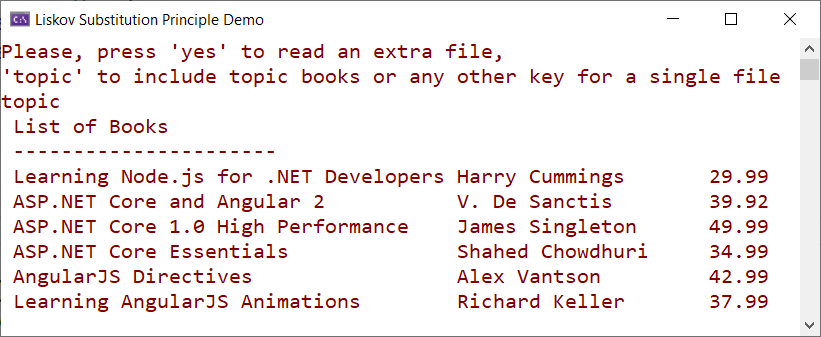 Liskov Substitution Principle Demo
Please, press 'yes' to read an extra file,
'topic' to include topic books or any other key for a single file
topic
List of Books
----------------------
Learning Node.js for .NET Developers Harry Cummings 29.99
ASP.NET Core and Angular 2 V. De Sanctis 39.92
ASP.NET Core 1.0 High Performance James Singleton 49.99
ASP.NET Core Essentials Shahed Chowdhuri 34.99
AngularJS Directives Alex Vantson 42.99
Learning AngularJS Animations Richard Keller 37.99